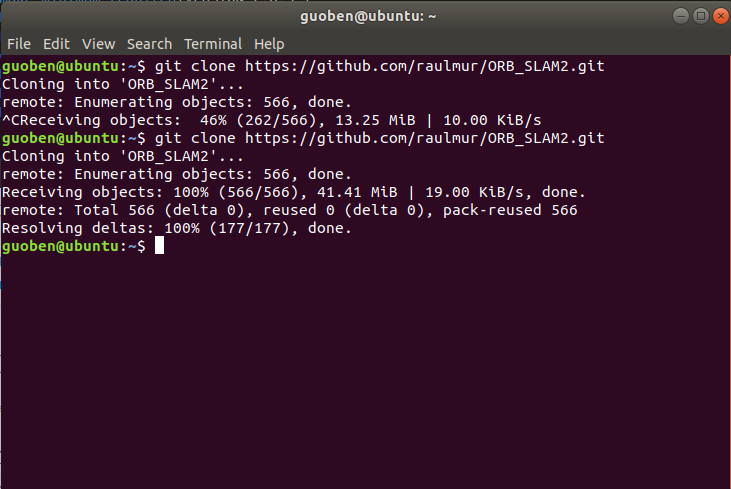 guoben@ubuntu: ~
File Edit View Search Terminal Help
guoben@ubuntu:~$ git clone https://github.com/raulmur/ORB_SLAM2.git
Cloning into 'ORB_SLAM2'...
remote: Enumerating objects: 566, done.
^CReceiving objects:  46% (262/566), 13.25 MiB | 10.00 KiB/s
guoben@ubuntu:~$ git clone https://github.com/raulmur/ORB_SLAM2.git
Cloning into 'ORB_SLAM2'...
remote: Enumerating objects: 566, done.
Receiving objects: 100% (566/566), 41.41 MiB | 19.00 KiB/s, done.
remote: Total 566 (delta 0), reused 0 (delta 0), pack-reused 566
Resolving deltas: 100% (177/177), done.
guoben@ubuntu:~$